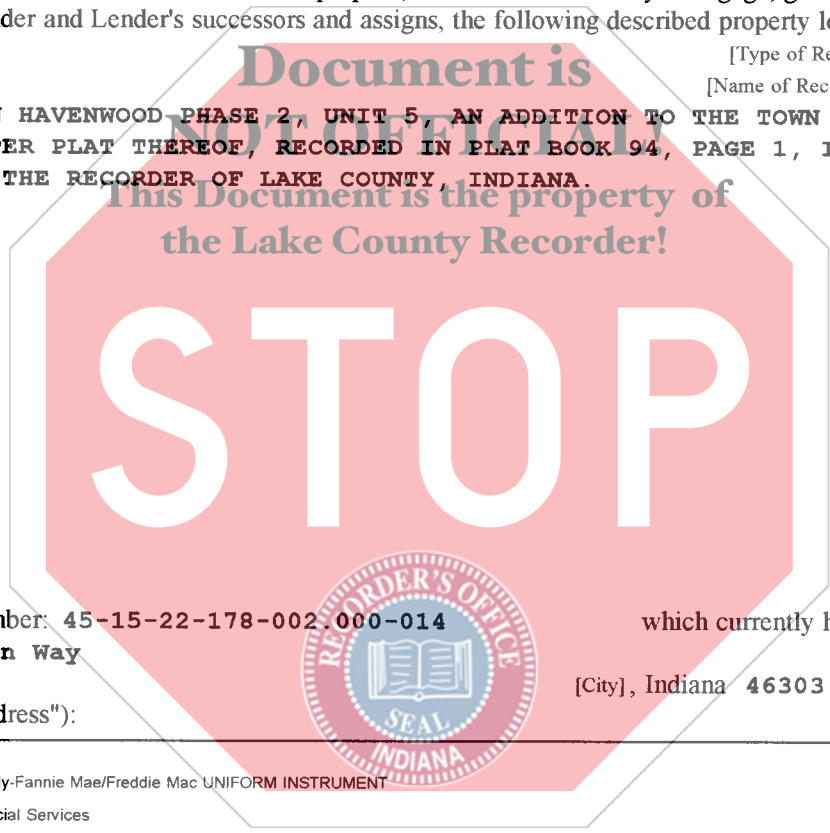 der and Lender's successors and assigns, the following described property l
[Type of Re
[Name of Rec
Document is
HAVENWOOD PHASE 2, UNIT 5, AN ADDITION TO THE TOWN
NOT OFFICIAL!
ER PLAT THEREOF, RECORDED IN PLAT BOOK 94, PAGE 1, I
THE RECORDER OF LAKE COUNTY, INDIANA.
This Document is the property of
the Lake County Recorder!
STOP
RECORDER'S OFFICE
SEAL
INDIANA
ber: 45-15-22-178-002.000-014 which currently h
n Way
[City], Indiana 46303
dress"):
y-Fannie Mae/Freddie Mac UNIFORM INSTRUMENT
cial Services